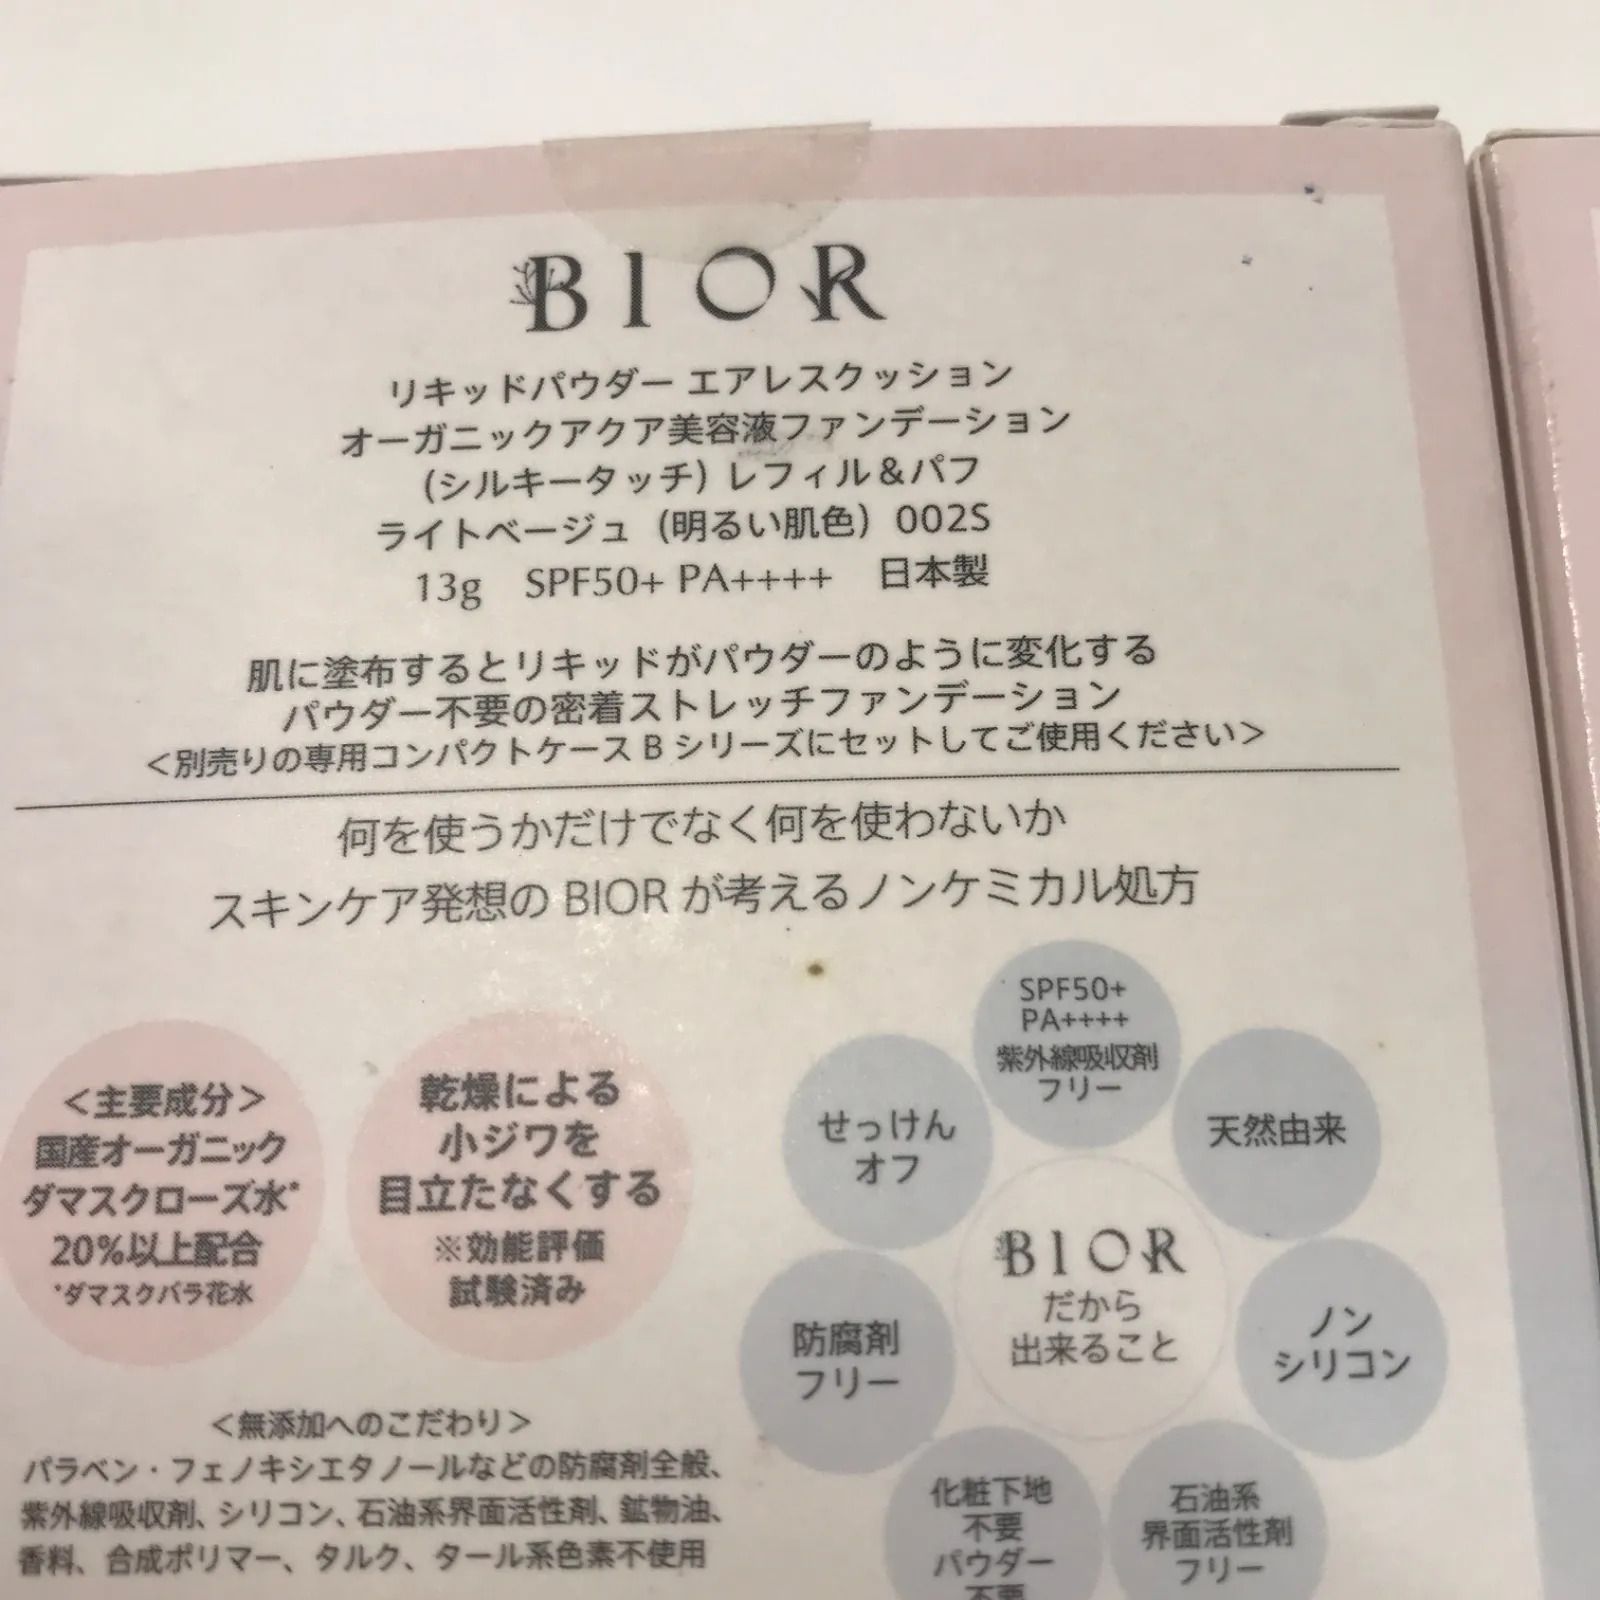 BIOR
リキッドパウダー エアレスクッション
オーガニックアクア美容液ファンデーション
(シルキータッチ) レフィル＆パフ
ライトベージュ (明るい肌色) 002S
13g SPF50+ PA++++ 日本製
肌に塗布するとリキッドがパウダーのように変化する
パウダー不要の密着ストレッチファンデーション
＜別売りの専用コンパクトケース B シリーズにセットしてご使用ください＞
何を使うかだけでなく何を使わないか
スキンケア発想の BIOR が考えるノンケミカル処方
＜主要成分＞
国産オーガニック
ダマスクローズ水*
20%以上配合
*ダマスクバラ花水
乾燥による
小ジワを
目立たなくする
※効能評価
試験済み
SPF50+
PA++++
紫外線吸収剤
フリー
せっけん
オフ
天然由来
BIOR
だから
出来ること
防腐剤
フリー
ノン
シリコン
化粧下地
不要
パウダー
不要
石油系
界面活性剤
フリー
＜無添加へのこだわり＞
パラベン・フェノキシエタノールなどの防腐剤全般、
紫外線吸収剤、シリコン、石油系界面活性剤、鉱物油、
香料、合成ポリマー、タルク、タール系色素不使用